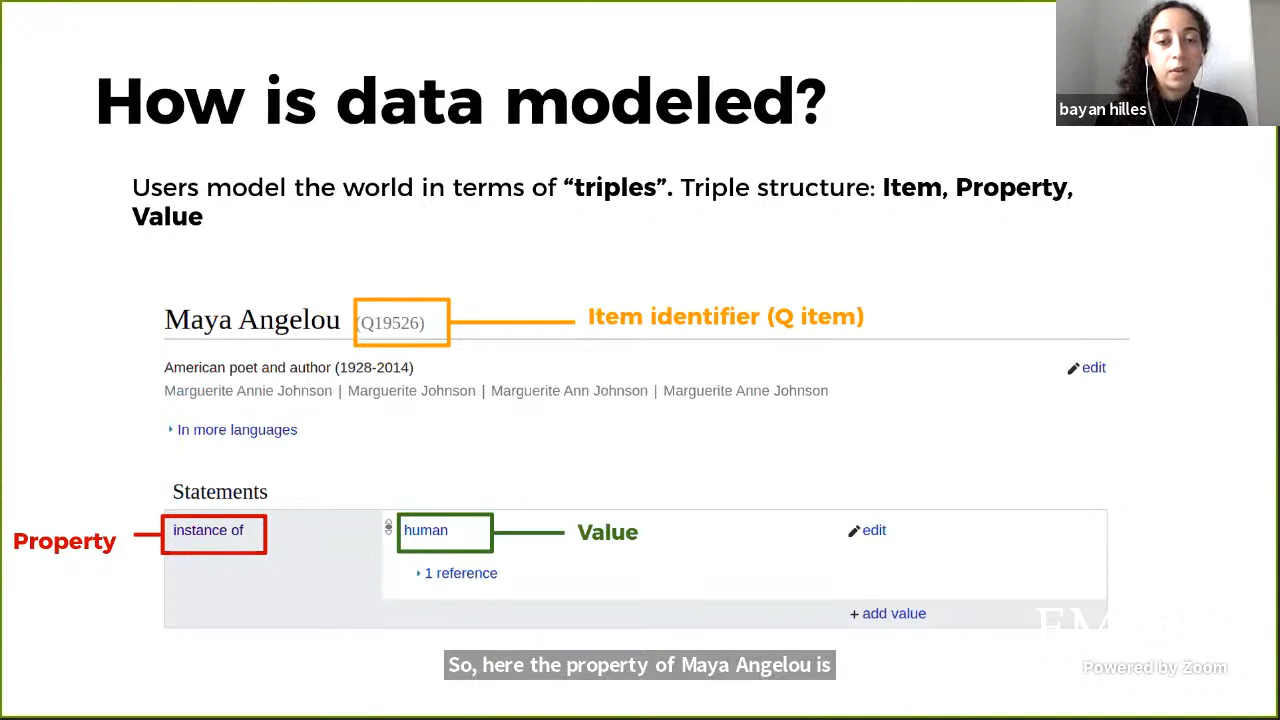 How is data modeled?
bayan hilles
Users model the world in terms of “triples”. Triple structure: Item, Property,
Value
Maya Angelou (Q19526)
Item identifier (Q item)
American poet and author (1928-2014)
edit
Marguerite Annie Johnson | Marguerite Johnson | Marguerite Ann Johnson | Marguerite Anne Johnson
In more languages
Statements
Property
instance of
human
Value
edit
1 reference
+ add value
So, here the property of Maya Angelou is
Powered by Zoom